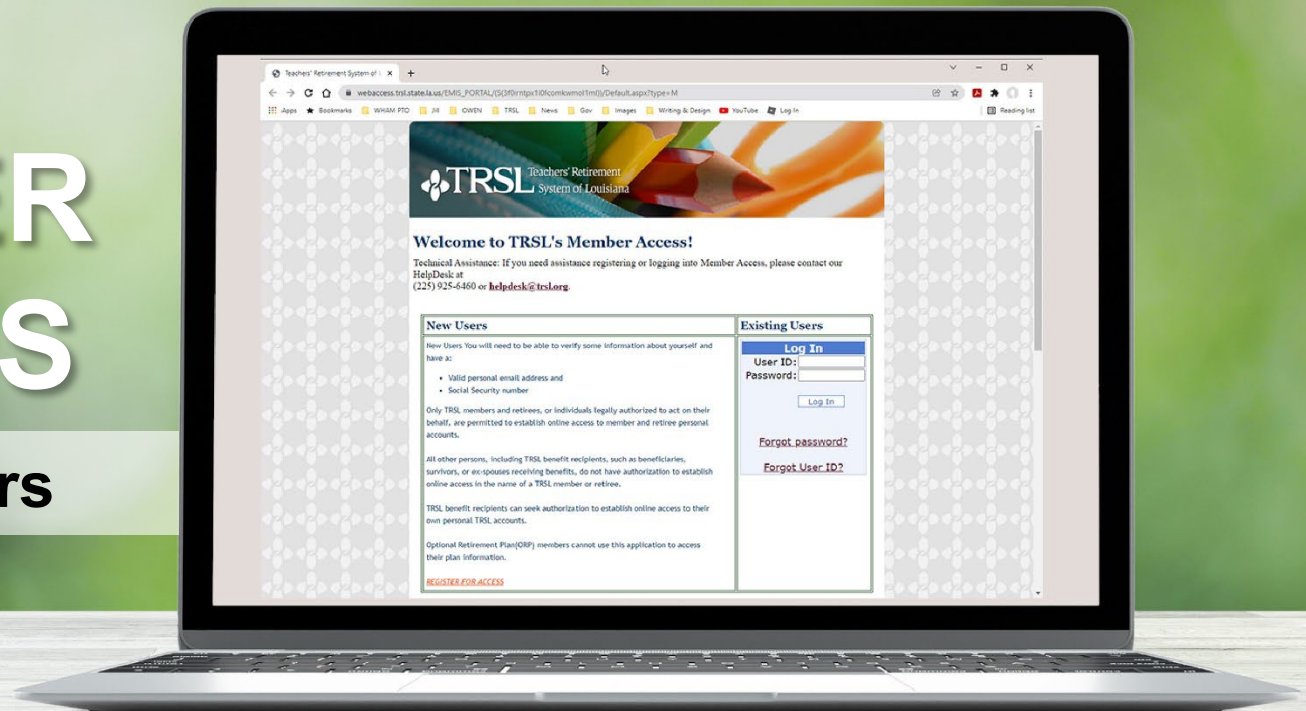 ER
S
rs
Teachers' Retirement System of
webaccess.trsl.state.la.us/EMIS_PORTAL/
Default.aspx?type=M
Apps Bookmarks WHAM PTO Jill OWEN TRSL News Gov Images Writing & Design YouTube Log In Reading list
TRSL Teachers' Retirement
System of Louisiana
Welcome to TRSL's Member Access!
Technical Assistance: If you need assistance registering or logging into Member Access, please contact our
HelpDesk at
(225) 925-6460 or helpdesk@trsl.org.
New Users
New Users You will need to be able to verify some information about yourself and
have a:
• Valid personal email address and
• Social Security number
Only TRSL members and retirees, or individuals legally authorized to act on their
behalf, are permitted to establish online access to member and retiree personal
accounts.
All other persons, including TRSL benefit recipients, such as beneficiaries,
survivors, or ex-spouses receiving benefits, do not have authorization to establish
online access in the name of a TRSL member or retiree.
TRSL benefit recipients can seek authorization to establish online access to their
own personal TRSL accounts.
Optional Retirement Plan(ORP) members cannot use this application to access
their plan information.
REGISTER FOR ACCESS
Existing Users
Log In
User ID:
Password:
Log In
Forgot password?
Forgot User ID?